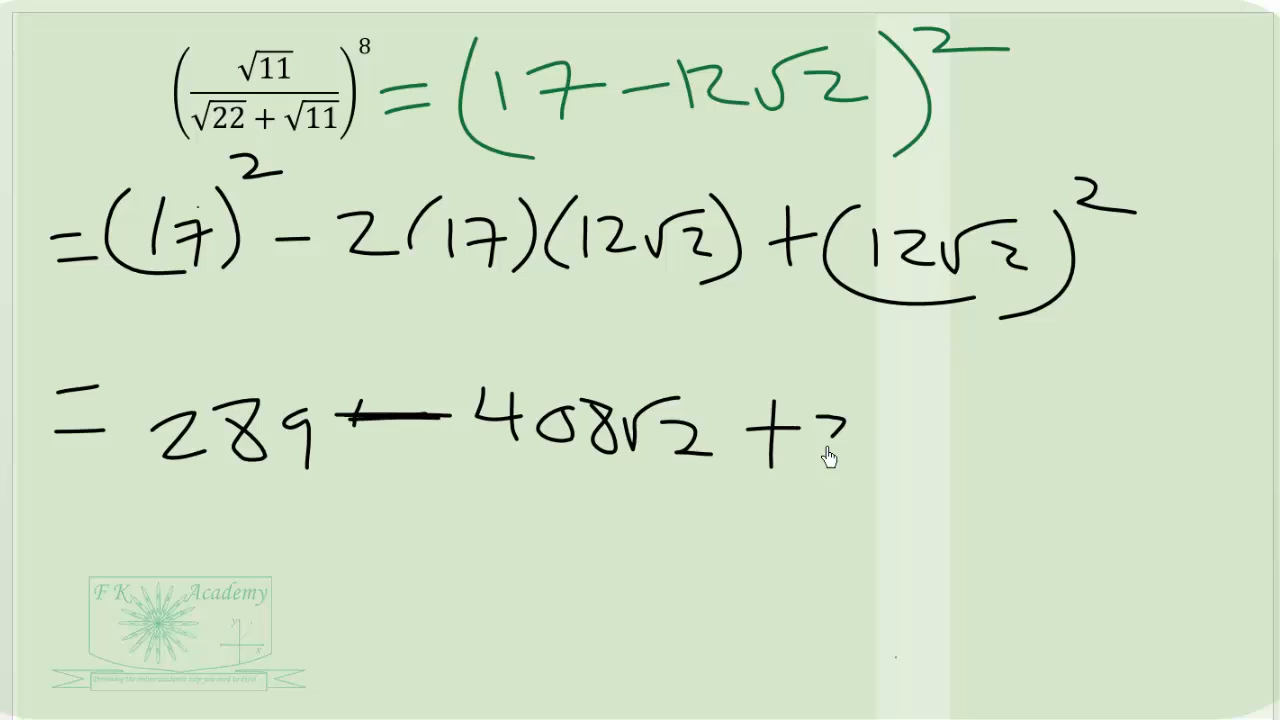 (√11 / (√22 + √11))^8 = (17 - 12√2)^2
= (17)^2 - 2(17)(12√2) + (12√2)^2
= 289 - 408√2 +
F K Academy
y
x